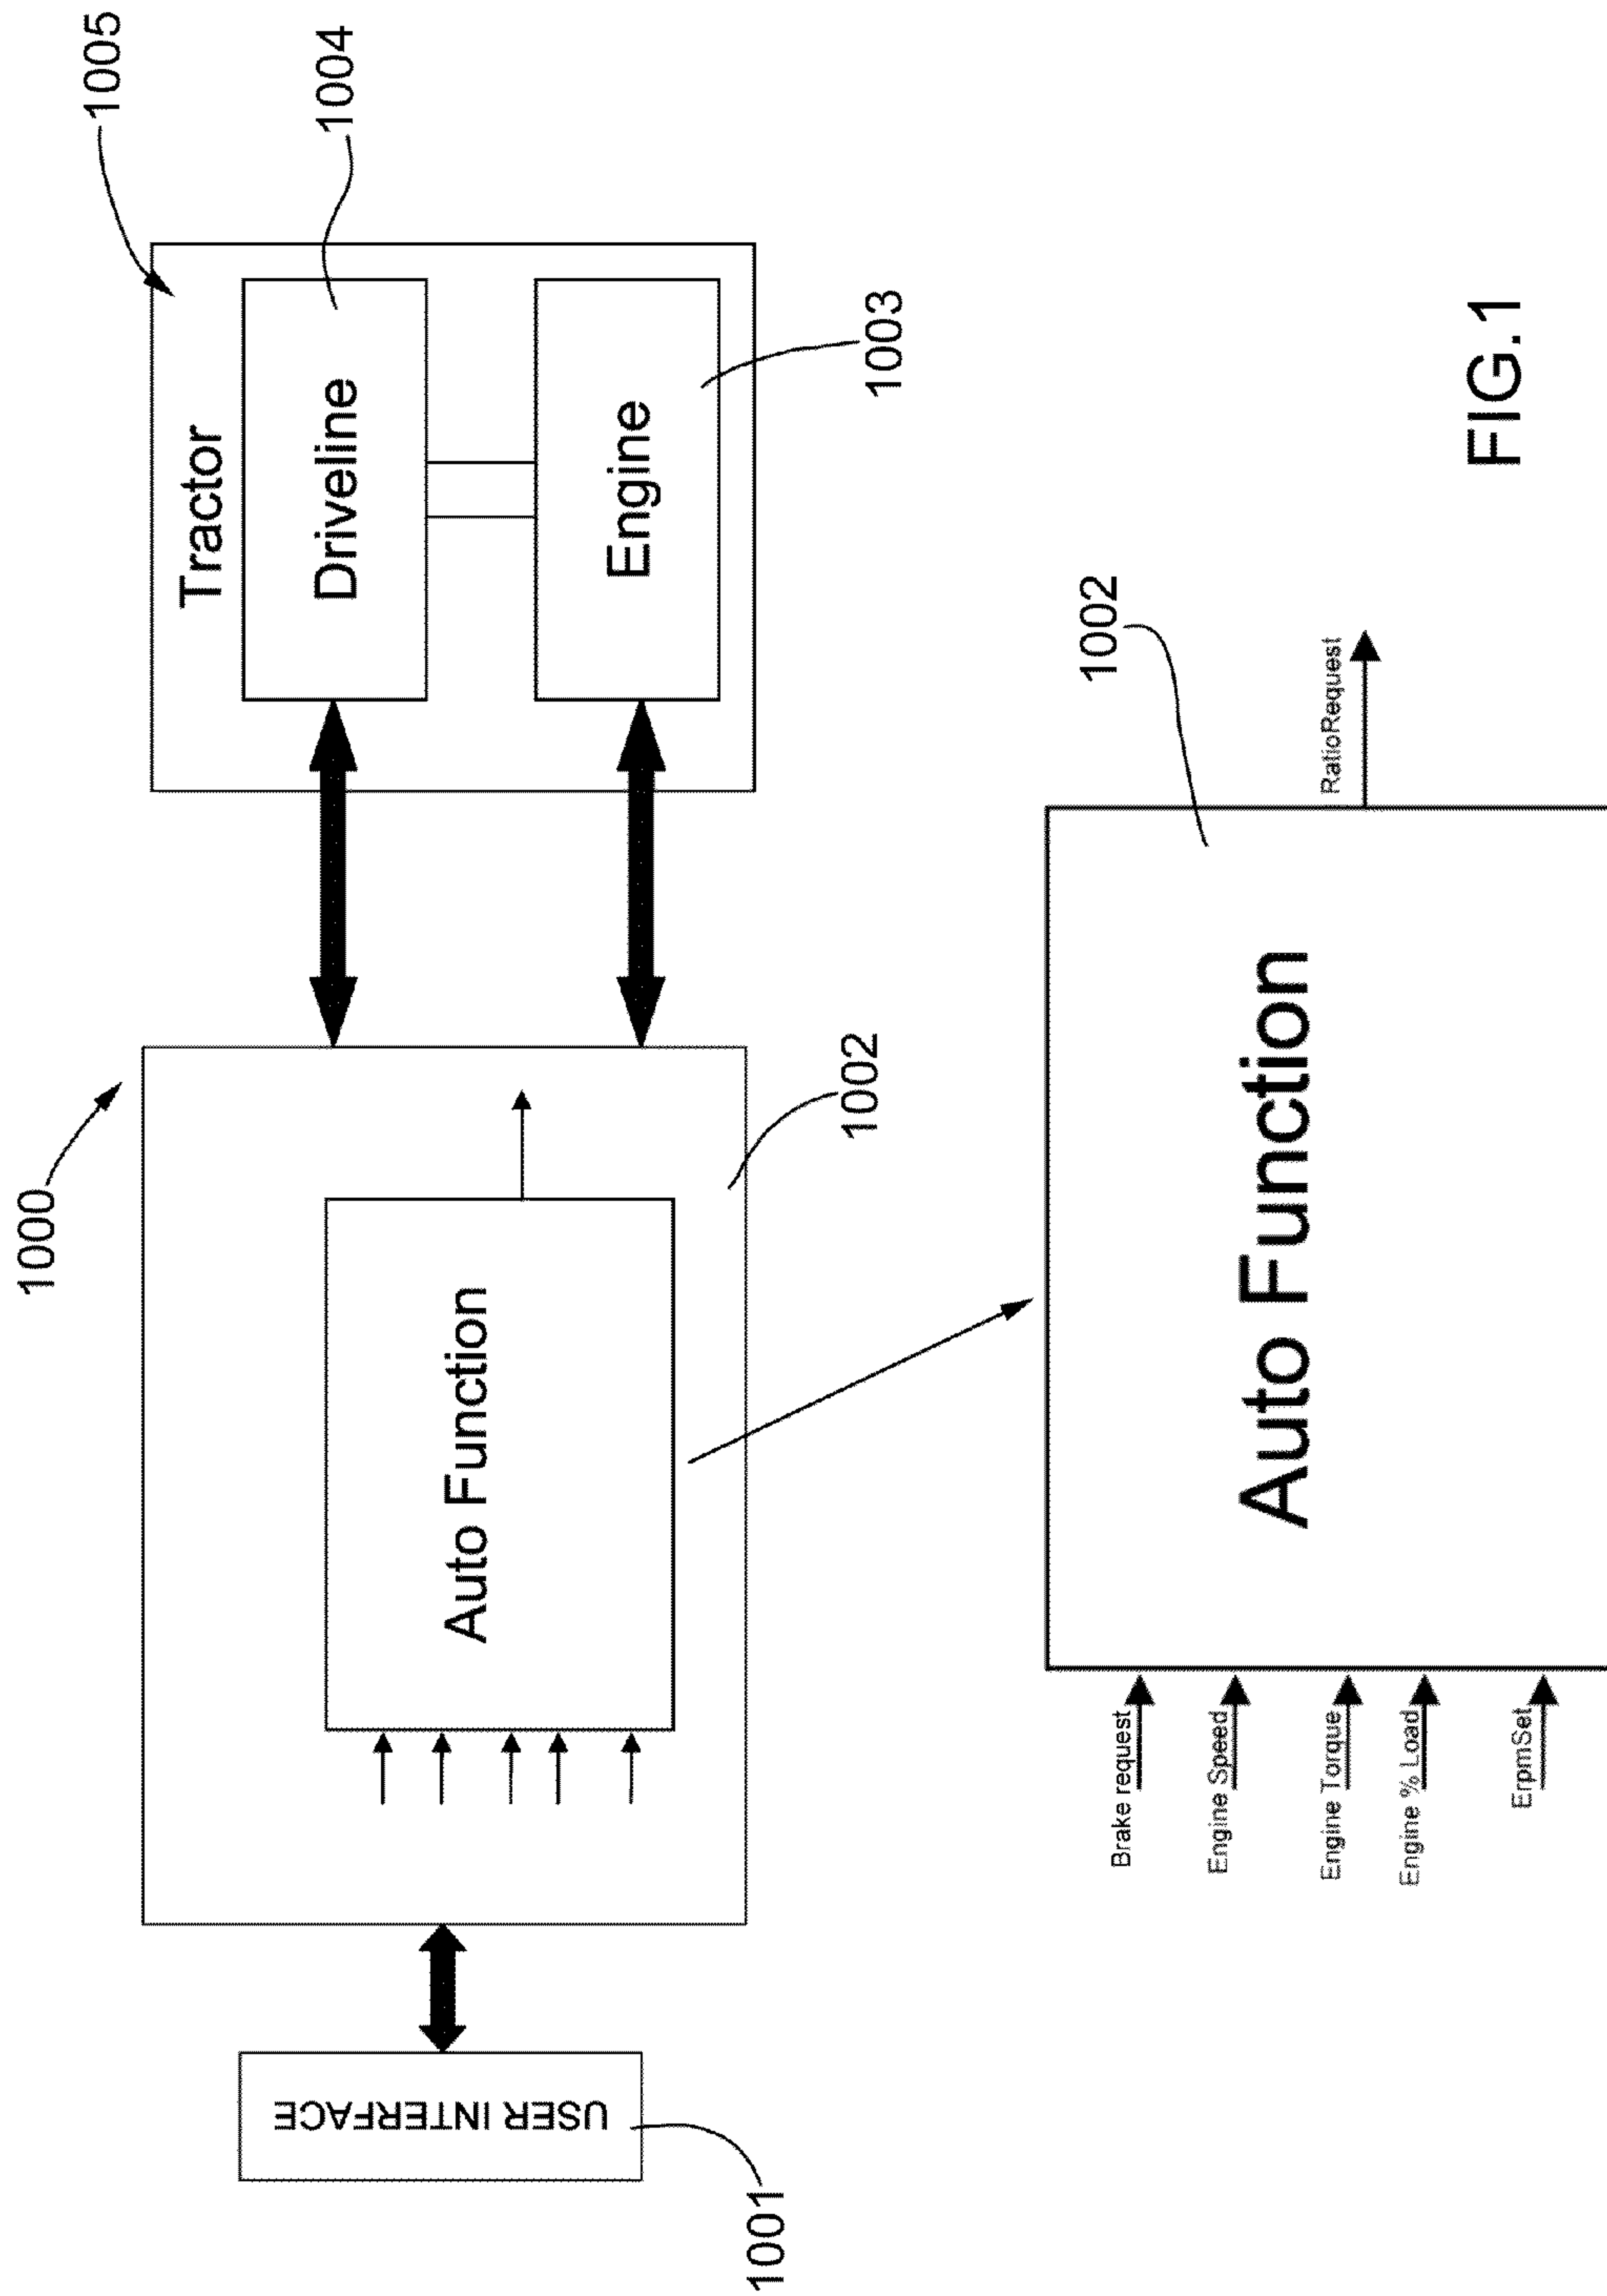 1000
1005
Tractor
Driveline
1004
Engine
1003
Auto Function
1002
USER INTERFACE
1001
Brake request
Engine Speed
Engine Torque
Engine % Load
ErpmSet
Auto Function
1002
RatioRequest
FIG.1